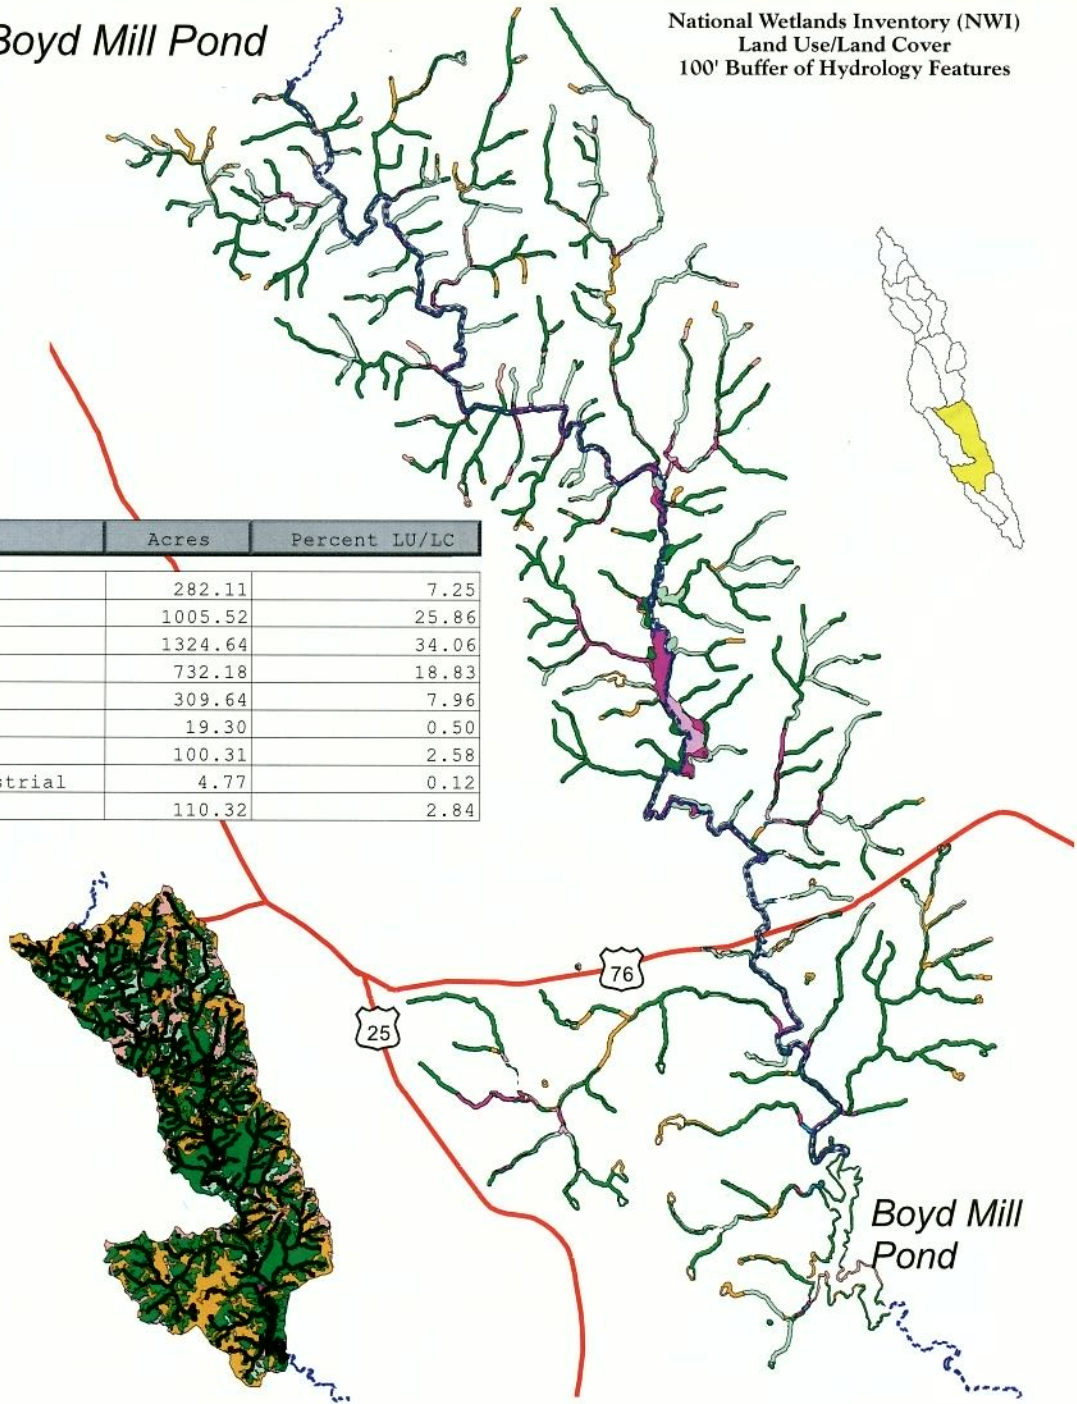 Boyd Mill Pond
National Wetlands Inventory (NWI)
Land Use/Land Cover
100' Buffer of Hydrology Features
Acres Percent LU/LC
282.11 7.25
1005.52 25.86
1324.64 34.06
732.18 18.83
309.64 7.96
19.30 0.50
100.31 2.58
strial 4.77 0.12
110.32 2.84
76
25
Boyd Mill
Pond